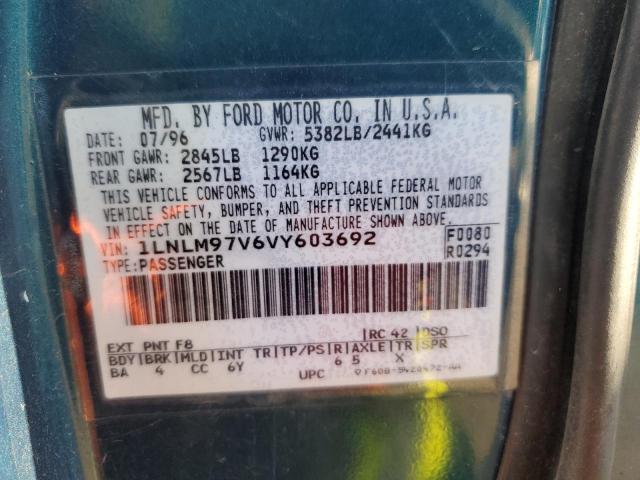 MFD. BY FORD MOTOR CO. IN U.S.A.
DATE: 07/96 GVWR: 5382LB/2441KG
FRONT GAWR: 2845LB 1290KG
REAR GAWR: 2567LB 1164KG
THIS VEHICLE CONFORMS TO ALL APPLICABLE FEDERAL MOTOR
VEHICLE SAFETY, BUMPER, AND THEFT PREVENTION STANDARDS
IN EFFECT ON THE DATE OF MANUFACTURE SHOWN ABOVE.
VIN: 1LNLM97V6VY603692 F0080
TYPE: PASSENGER R0294
EXT PNT F8 RC 42 DSO
BDY BRK MLD INT TR TP/PS R AXLE TR SPR
BA 4 CC 6Y 6 5 X
UPC